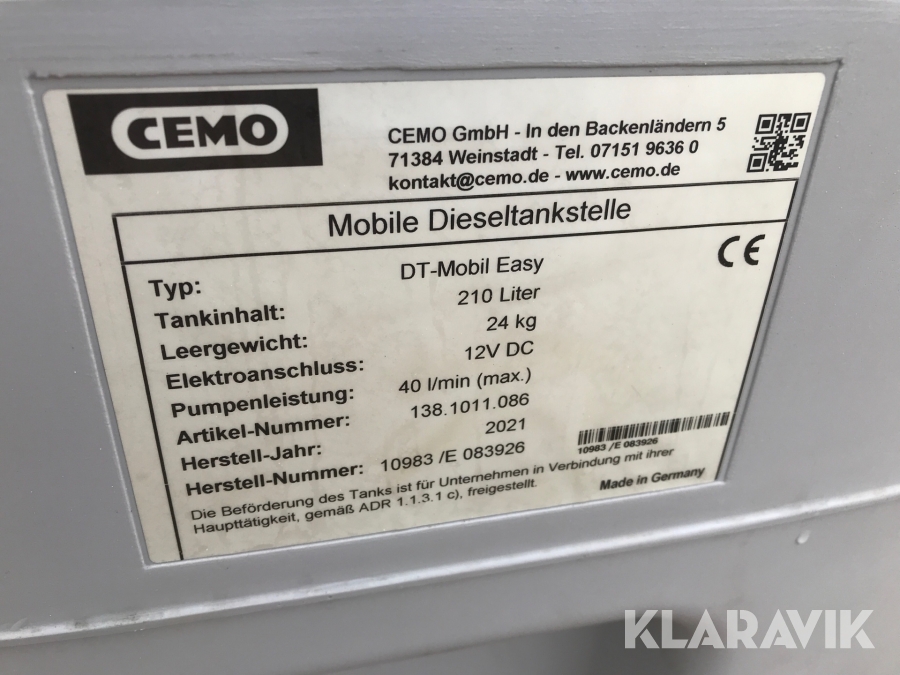 CEMO
CEMO GmbH - In den Backenländern 5
71384 Weinstadt - Tel. 07151 9636 0
kontakt@cemo.de - www.cemo.de
Mobile Dieseltankstelle
CE
Typ: DT-Mobil Easy
Tankinhalt: 210 Liter
Leergewicht: 24 kg
Elektroanschluss: 12V DC
Pumpenleistung: 40 l/min (max.)
Artikel-Nummer: 138.1011.086
Herstell-Jahr: 2021
Herstell-Nummer: 10983 /E 083926
10983 /E 083926
Die Beförderung des Tanks ist für Unternehmen in Verbindung mit ihrer
Haupttätigkeit, gemäß ADR 1.1.3.1 c), freigestellt.
Made in Germany
KLARAVIK